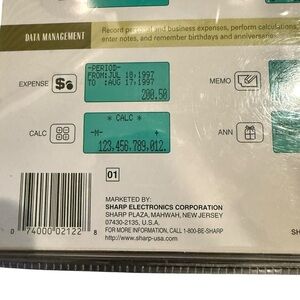 DATA MANAGEMENT
Record personal and business expenses, perform calculations,
enter notes, and remember birthdays and anniversaries
EXPENSE
-PERIOD-
FROM:JUL 18,1997
TO :AUG 17,1997
200.50
MEMO
CALC
* CALC *
-M- +
123,456,789,012.
ANN
01
MARKETED BY:
SHARP ELECTRONICS CORPORATION
SHARP PLAZA, MAHWAH, NEW JERSEY
07430-2135, U.S.A.
FOR MORE INFORMATION, CALL 1-800-BE-SHARP
http://www.sharp-usa.com
0 74000 02122 8
SH